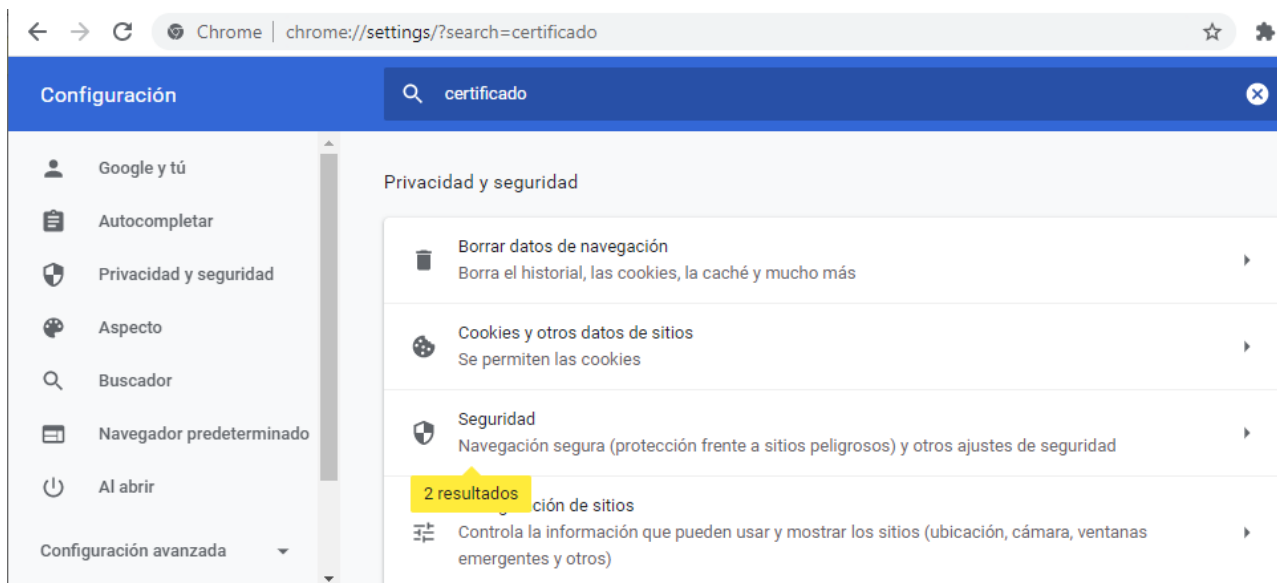 Chrome | chrome://settings/?search=certificado
Configuración
certificado
Google y tú
Autocompletar
Privacidad y seguridad
Aspecto
Buscador
Navegador predeterminado
Al abrir
Configuración avanzada
Privacidad y seguridad
Borrar datos de navegación
Borra el historial, las cookies, la caché y mucho más
Cookies y otros datos de sitios
Se permiten las cookies
Seguridad
Navegación segura (protección frente a sitios peligrosos) y otros ajustes de seguridad
2 resultados
ción de sitios
Controla la información que pueden usar y mostrar los sitios (ubicación, cámara, ventanas
emergentes y otros)